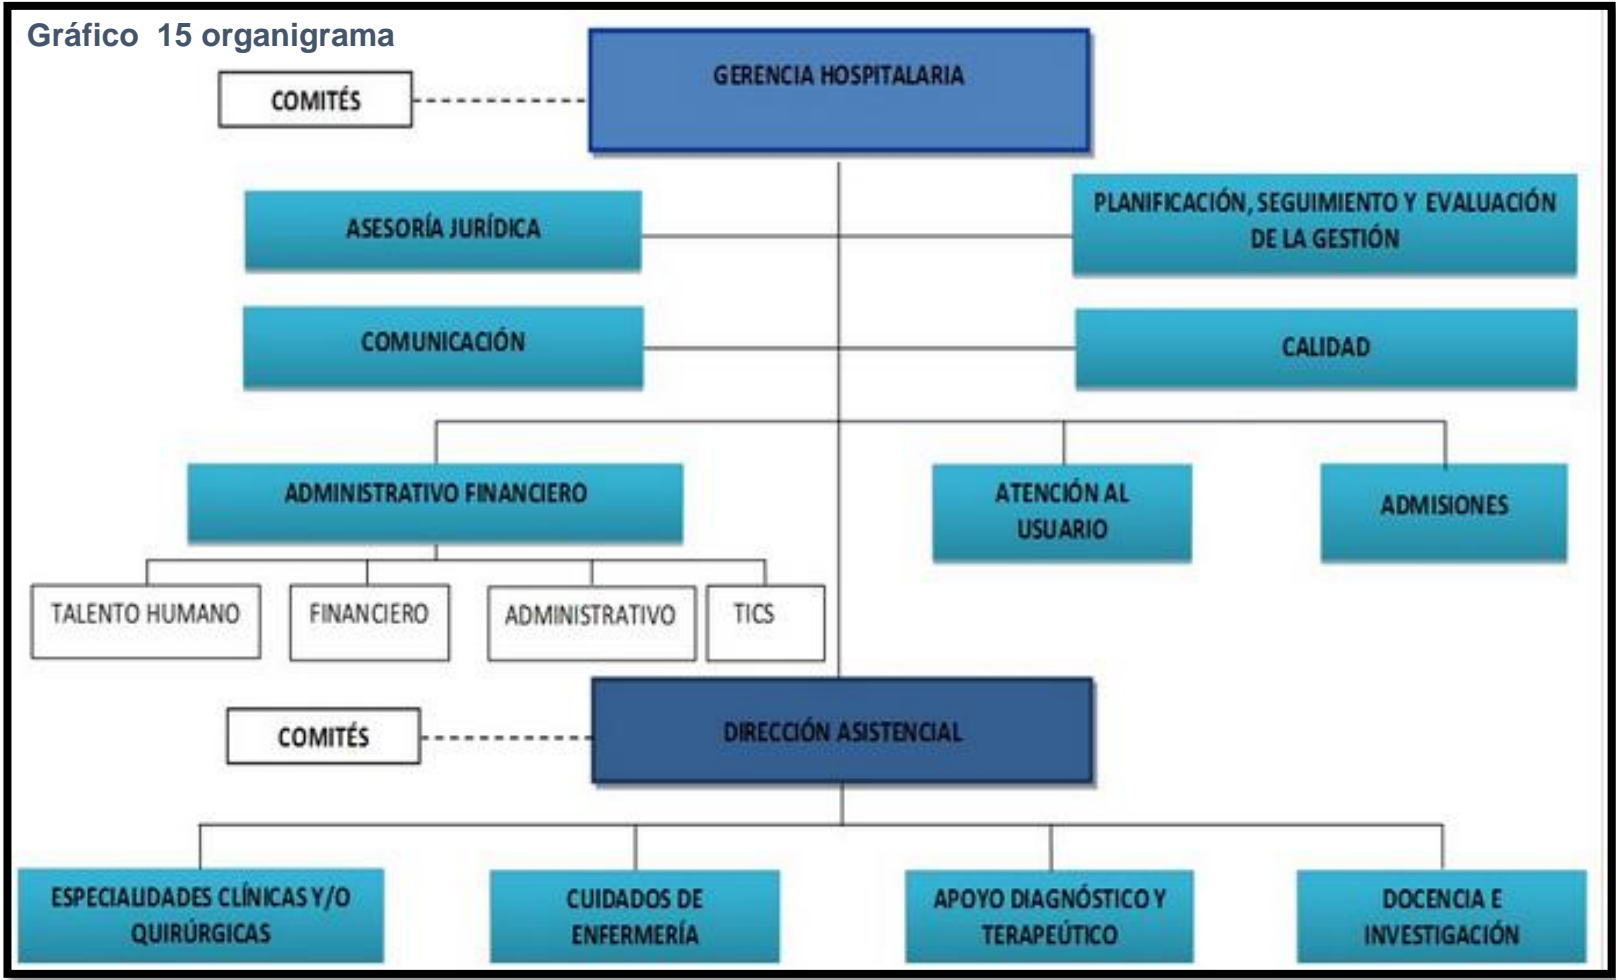 Gráfico 15 organigrama
GERENCIA HOSPITALARIA
COMITÉS
ASESORÍA JURÍDICA
PLANIFICACIÓN, SEGUIMIENTO Y EVALUACIÓN
DE LA GESTIÓN
COMUNICACIÓN
CALIDAD
ADMINISTRATIVO FINANCIERO
ATENCIÓN AL
USUARIO
ADMISIONES
TALENTO HUMANO
FINANCIERO
ADMINISTRATIVO
TICS
COMITÉS
DIRECCIÓN ASISTENCIAL
ESPECIALIDADES CLÍNICAS Y/O
QUIRÚRGICAS
CUIDADOS DE
ENFERMERÍA
APOYO DIAGNÓSTICO Y
TERAPEÚTICO
DOCENCIA E
INVESTIGACIÓN